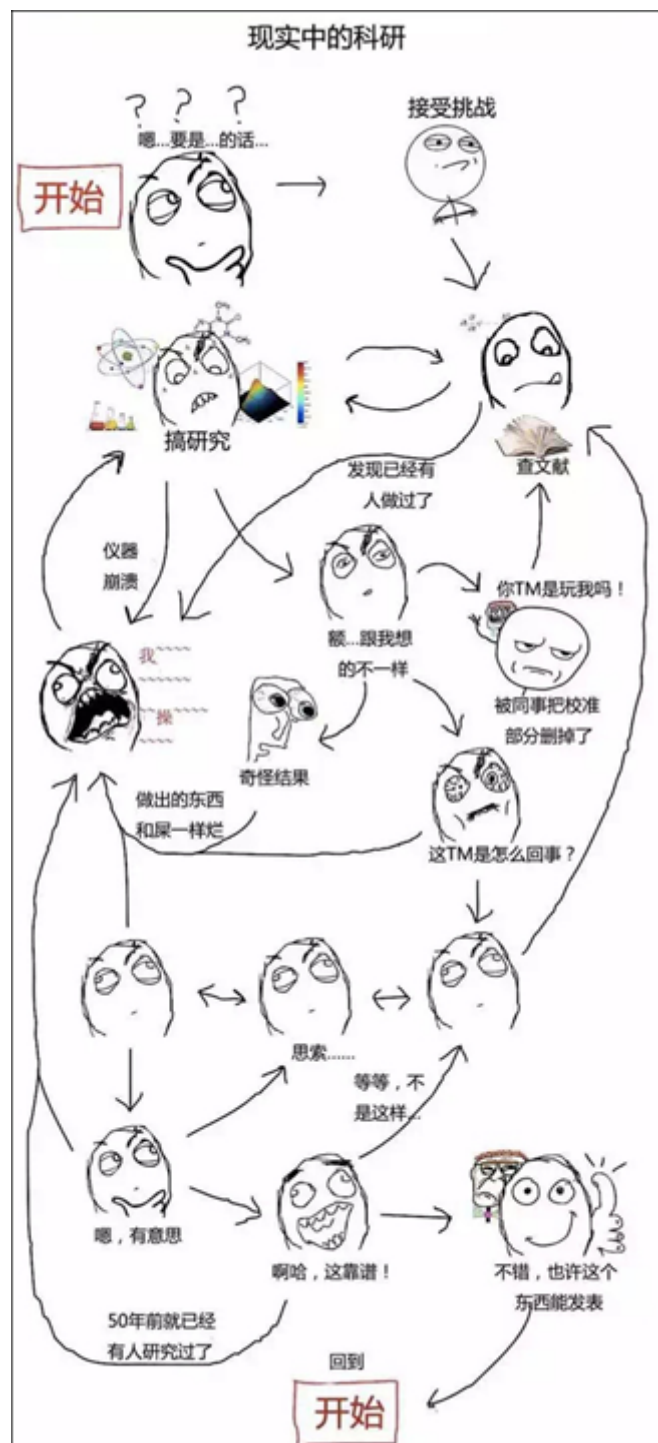 现实中的科研
? ? ?
嗯...要是...的话...
开始
接受挑战
搞研究
查文献
发现已经有
人做过了
仪器
崩溃
你TM是玩我吗！
额...跟我想
的不一样
我~~~~
~~~~~
~~操~~~~
~~~~
被同事把校准
部分删掉了
奇怪结果
做出的东西
和屎一样烂
这TM是怎么回事？
思索......
等等，不
是这样...
嗯，有意思
啊哈，这靠谱！
不错，也许这个
东西能发表
50年前就已经
有人研究过了
回到
开始